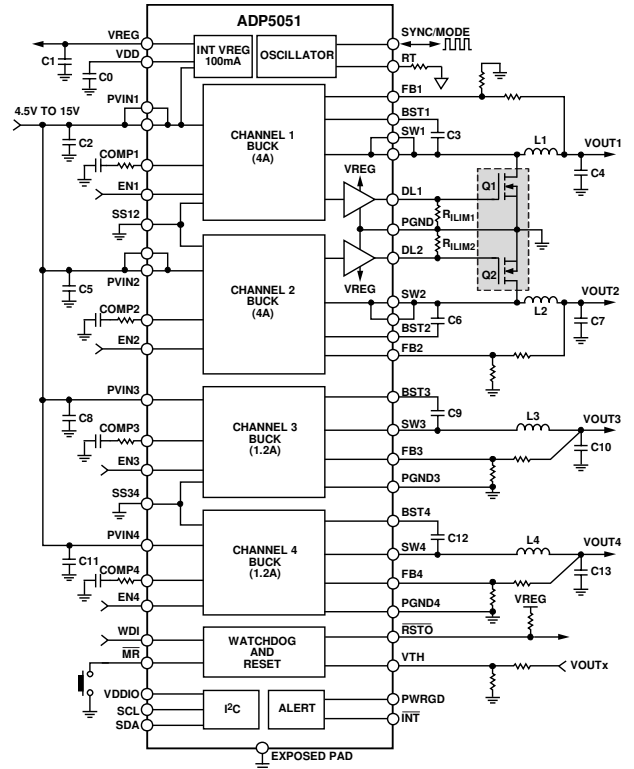 ADP5051
VREG
VDD
C1
C0
INT VREG
100mA
OSCILLATOR
SYNC/MODE
RT
4.5V TO 15V
PVIN1
C2
COMP1
EN1
CHANNEL 1
BUCK
(4A)
FB1
BST1
SW1
C3
L1
VOUT1
C4
VREG
DL1
PGND
DL2
VREG
RILIM1
RILIM2
Q1
Q2
SS12
PVIN2
C5
COMP2
EN2
CHANNEL 2
BUCK
(4A)
SW2
BST2
FB2
C6
L2
VOUT2
C7
PVIN3
C8
COMP3
EN3
CHANNEL 3
BUCK
(1.2A)
BST3
SW3
FB3
PGND3
C9
L3
VOUT3
C10
SS34
PVIN4
C11
COMP4
EN4
CHANNEL 4
BUCK
(1.2A)
BST4
SW4
FB4
PGND4
C12
L4
VOUT4
C13
VREG
WDI
MR
WATCHDOG
AND
RESET
RSTO
VTH
VOUTx
VDDIO
SCL
SDA
I2C
ALERT
PWRGD
INT
EXPOSED PAD